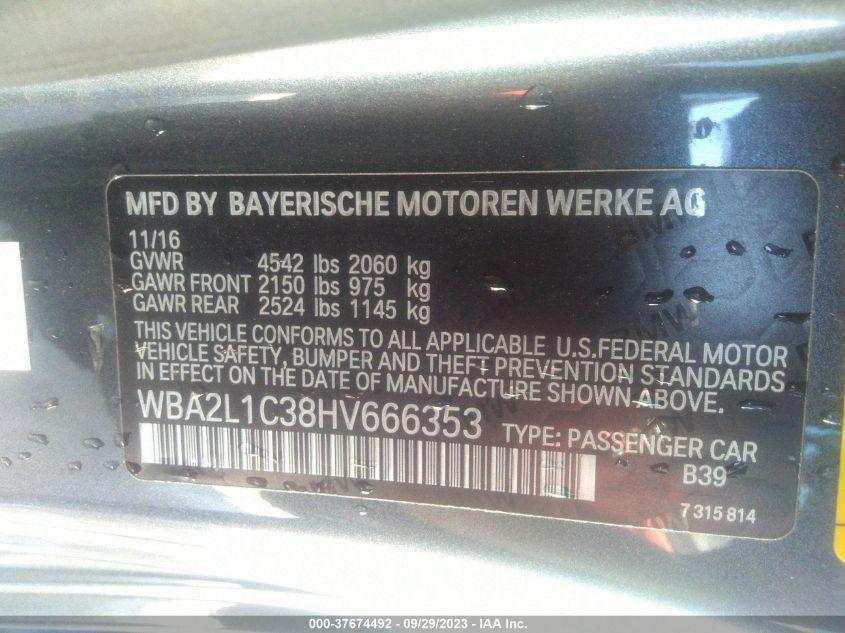 MFD BY BAYERISCHE MOTOREN WERKE AG
11/16
GVWR 4542 lbs 2060 kg
GAWR FRONT 2150 lbs 975 kg
GAWR REAR 2524 lbs 1145 kg
THIS VEHICLE CONFORMS TO ALL APPLICABLE U.S.FEDERAL MOTOR
VEHICLE SAFETY, BUMPER AND THEFT PREVENTION STANDARDS
IN EFFECT ON THE DATE OF MANUFACTURE SHOWN ABOVE.
WBA2L1C38HV666353 TYPE: PASSENGER CAR
B39
7 315 814
000-37674492 - 09/29/2023 - IAA Inc.